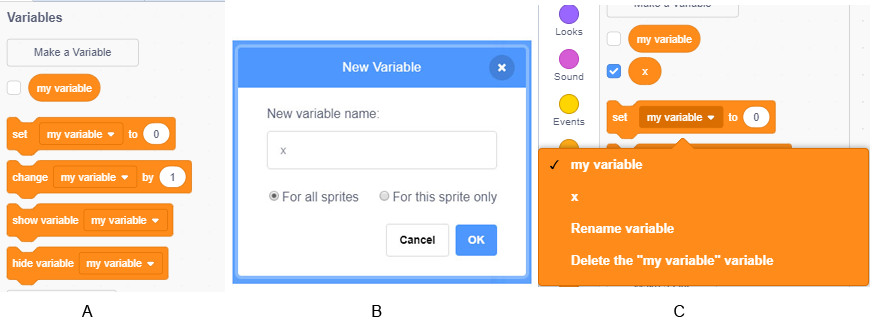 Variables
Make a Variable
my variable
set my variable to 0
change my variable by 1
show variable my variable
hide variable my variable
A
New Variable
New variable name:
x
For all sprites For this sprite only
Cancel OK
B
Make a Variable
Looks
my variable
x
Sound
Events
set my variable to 0
my variable
x
Rename variable
Delete the "my variable" variable
C